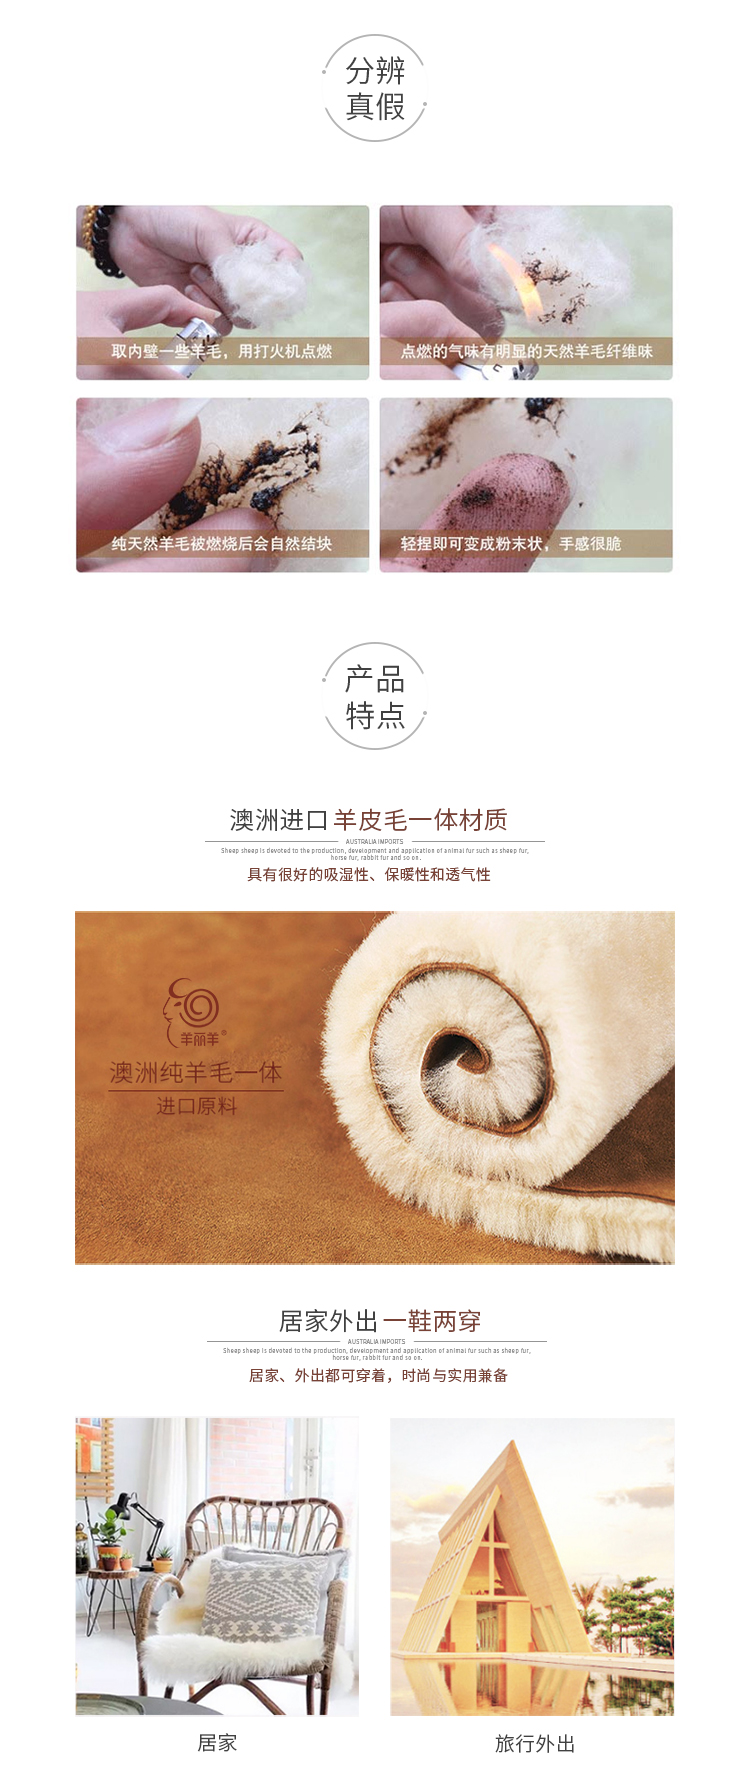 分辨
真假
取内壁一些羊毛，用打火机点燃
点燃的气味有明显的天然羊毛纤维味
纯天然羊毛被燃烧后会自然结块
轻捏即可变成粉末状，手感很脆
产品
特点
澳洲进口 羊皮毛一体材质
AUSTRALIA IMPORTS
Sheep sheep is devoted to the production, development and application of animal fur such as sheep fur,
horse fur, rabbit fur and so on.
具有很好的吸湿性、保暖性和透气性
羊丽羊®
澳洲纯羊毛一体
进口原料
居家外出 一鞋两穿
AUSTRALIA IMPORTS
Sheep sheep is devoted to the production, development and application of animal fur such as sheep fur,
horse fur, rabbit fur and so on.
居家、外出都可穿着，时尚与实用兼备
居家
旅行外出